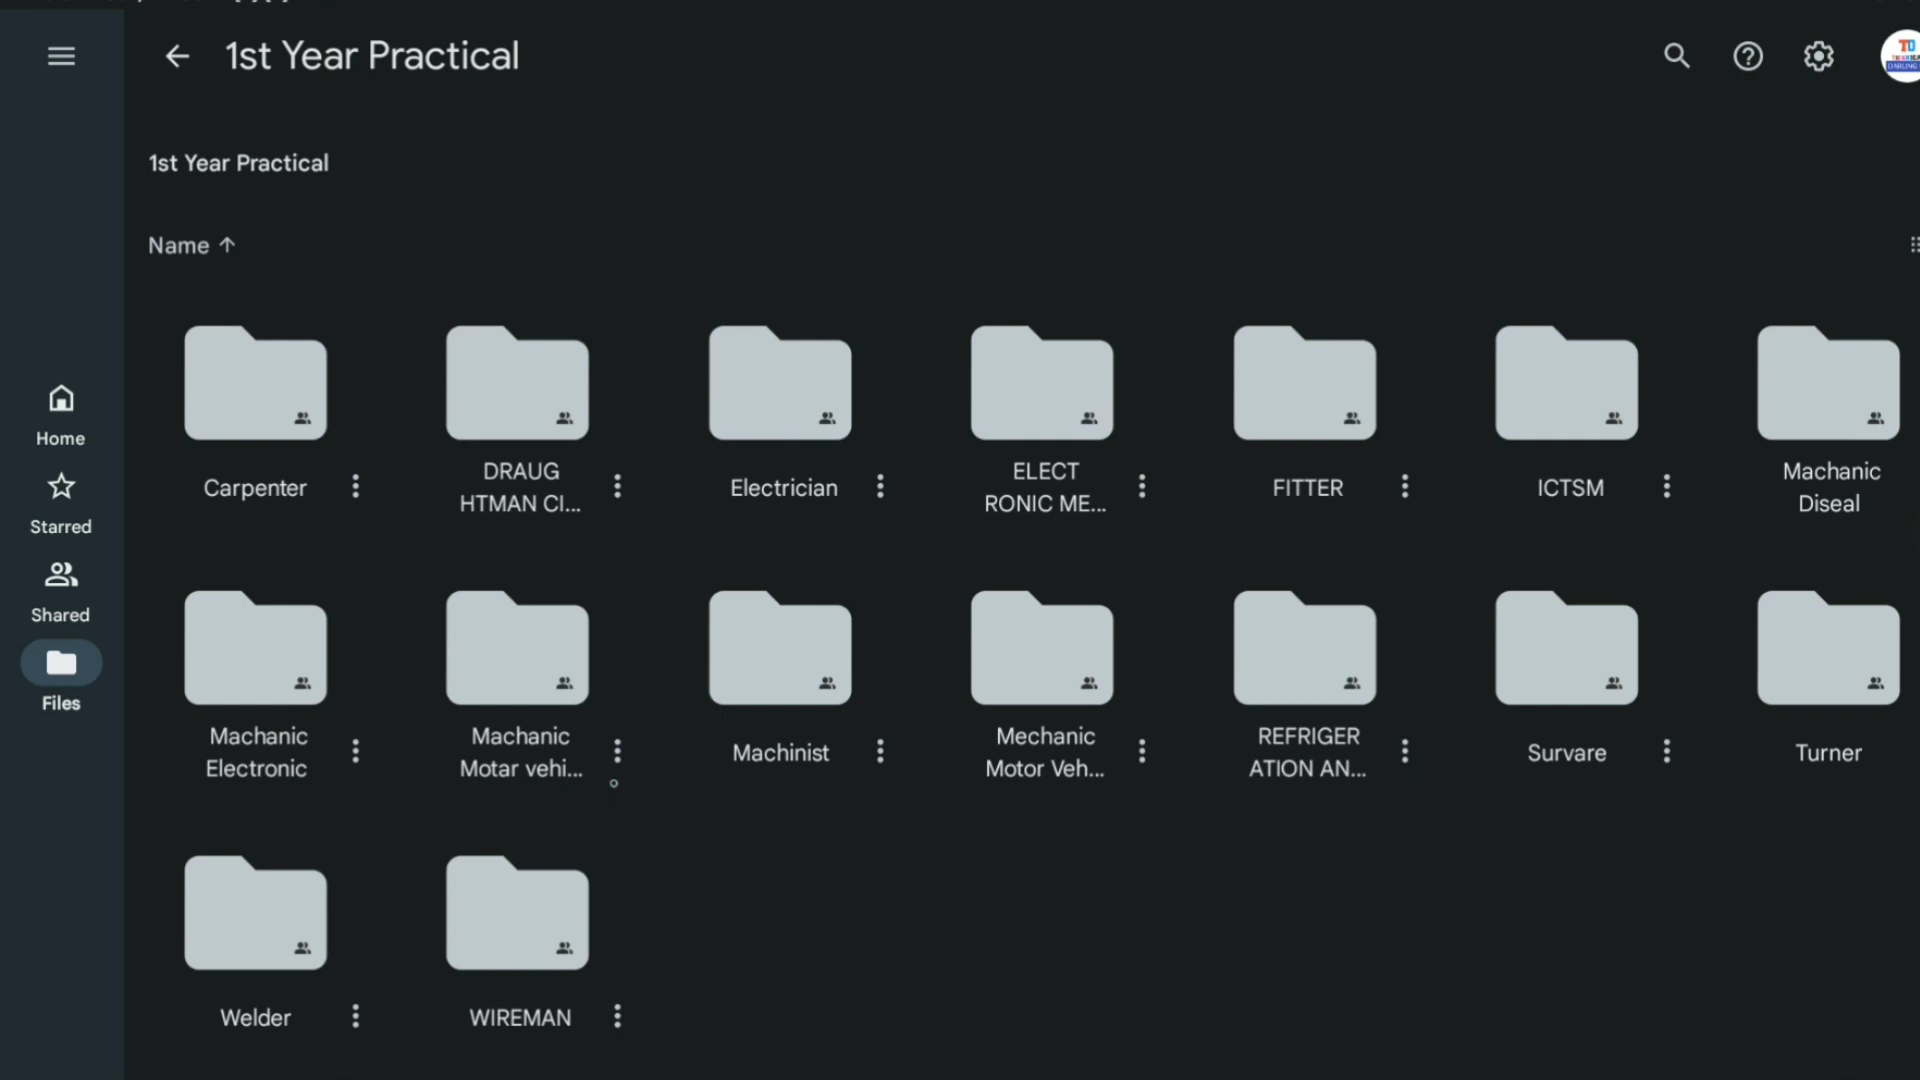 1st Year Practical
1st Year Practical
Name
Home
Starred
Shared
Files
Carpenter
DRAUG
HTMAN CI...
Electrician
ELECT
RONIC ME...
FITTER
ICTSM
Machanic
Diseal
Machanic
Electronic
Machanic
Motar vehi...
Machinist
Mechanic
Motor Veh...
REFRIGER
ATION AN...
Survare
Turner
Welder
WIREMAN